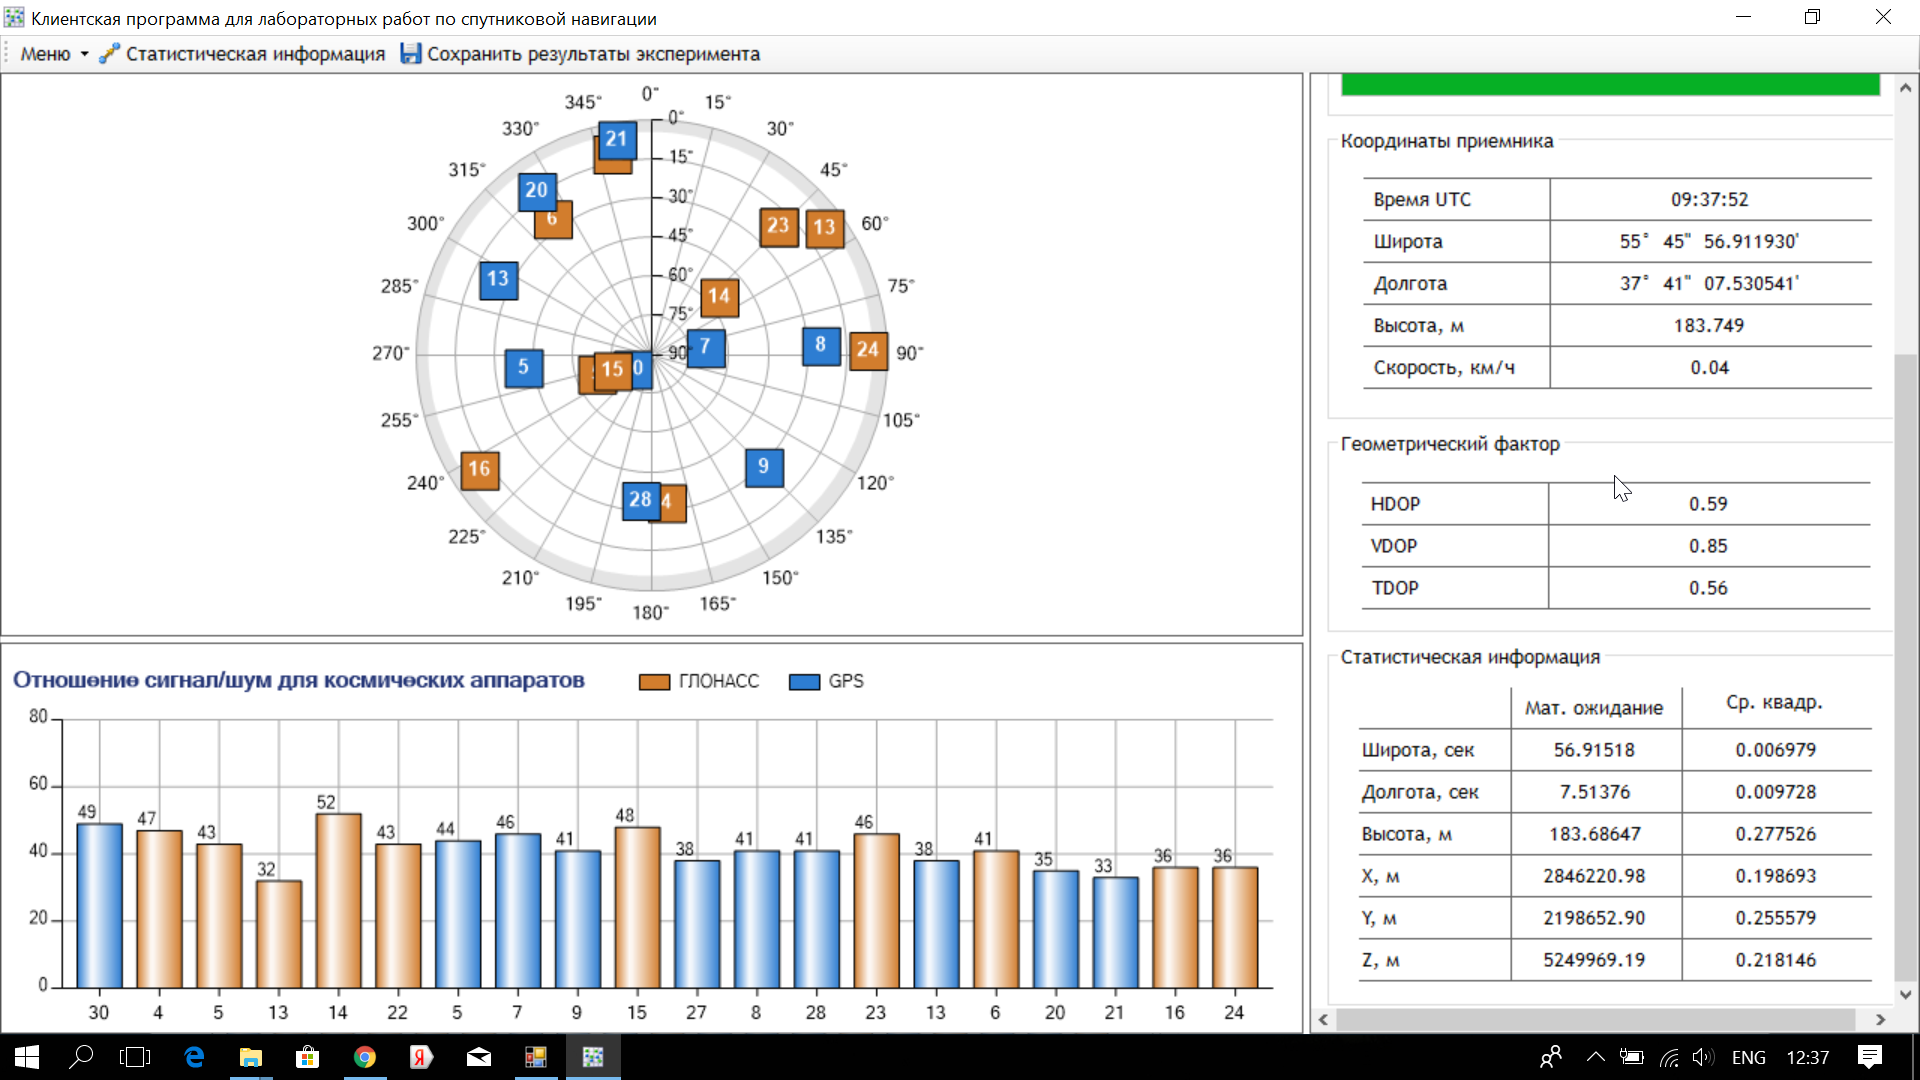 Клиентская программа для лабораторных работ по спутниковой навигации
Меню Статистическая информация Сохранить результаты эксперимента
0° 15° 30° 45° 60° 75° 90° 105° 120° 135° 150° 165° 180° 195° 210° 225° 240° 255° 270° 285° 300° 315° 330° 345°
0° 15° 30° 45° 60° 75° 90°
21
20
6
23
13
13
14
7
8
24
5
15
0
16
9
28
4
Отношение сигнал/шум для космических аппаратов ГЛОНАСС GPS
80
60
40
20
0
49 47 43 32 52 43 44 46 41 48 38 41 41 46 38 41 35 33 36 36
30 4 5 13 14 22 5 7 9 15 27 8 28 23 13 6 20 21 16 24
Координаты приемника
Время UTC 09:37:52
Широта 55° 45" 56.911930'
Долгота 37° 41" 07.530541'
Высота, м 183.749
Скорость, км/ч 0.04
Геометрический фактор
HDOP 0.59
VDOP 0.85
TDOP 0.56
Статистическая информация
Мат. ожидание Ср. квадр.
Широта, сек 56.91518 0.006979
Долгота, сек 7.51376 0.009728
Высота, м 183.68647 0.277526
X, м 2846220.98 0.198693
Y, м 2198652.90 0.255579
Z, м 5249969.19 0.218146
ENG 12:37